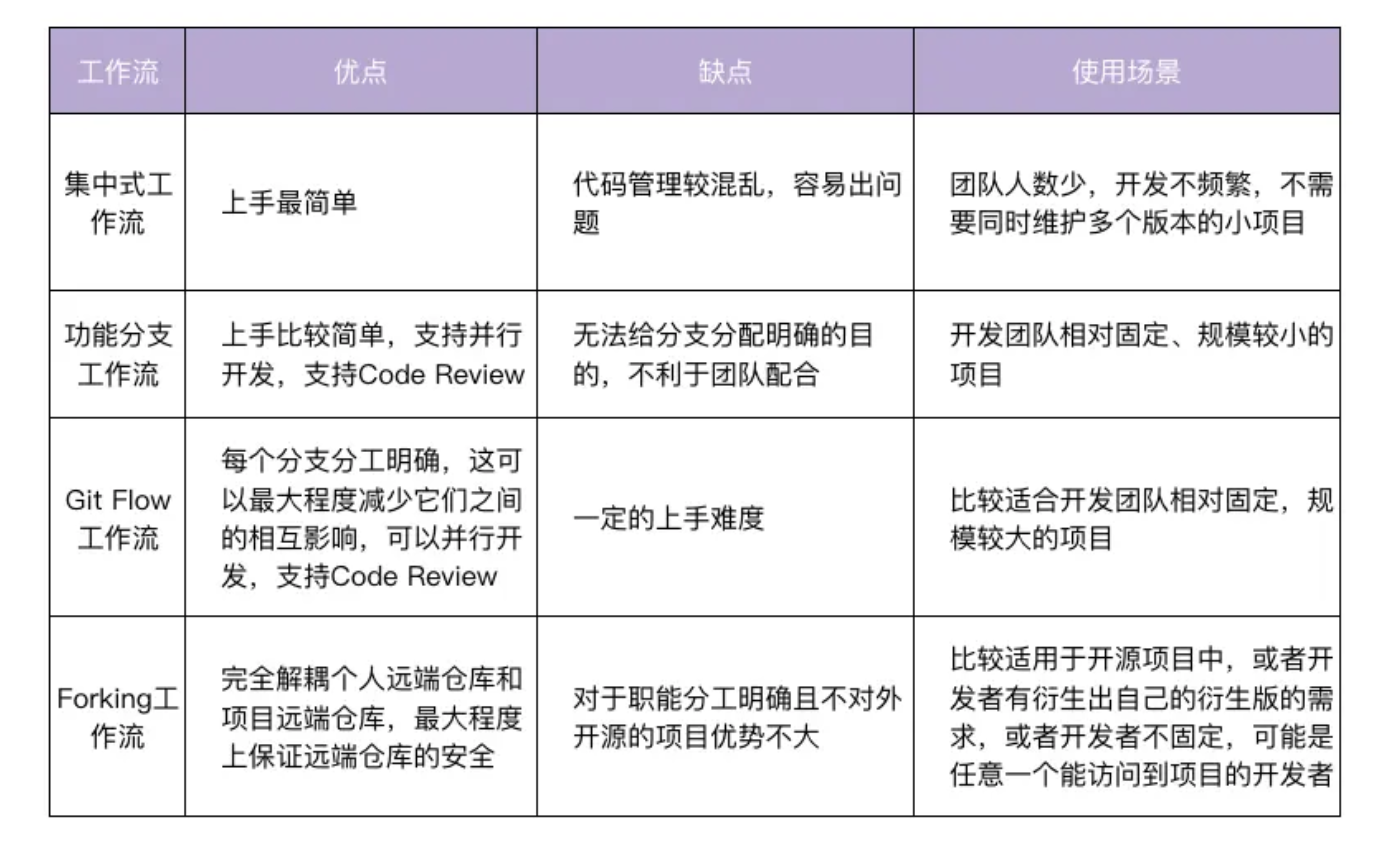 工作流 优点 缺点 使用场景
集中式工
作流
上手最简单
代码管理较混乱，容易出问
题
团队人数少，开发不频繁，不需
要同时维护多个版本的小项目
功能分支
工作流
上手比较简单，支持并行
开发，支持Code Review
无法给分支分配明确的目
的，不利于团队配合
开发团队相对固定、规模较小的
项目
Git Flow
工作流
每个分支分工明确，这可
以最大程度减少它们之间
的相互影响，可以并行开
发，支持Code Review
一定的上手难度
比较适合开发团队相对固定，规
模较大的项目
Forking工
作流
完全解耦个人远端仓库和
项目远端仓库，最大程度
上保证远端仓库的安全
对于职能分工明确且不对外
开源的项目优势不大
比较适用于开源项目中，或者开
发者有衍生出自己的衍生版的需
求，或者开发者不固定，可能是
任意一个能访问到项目的开发者